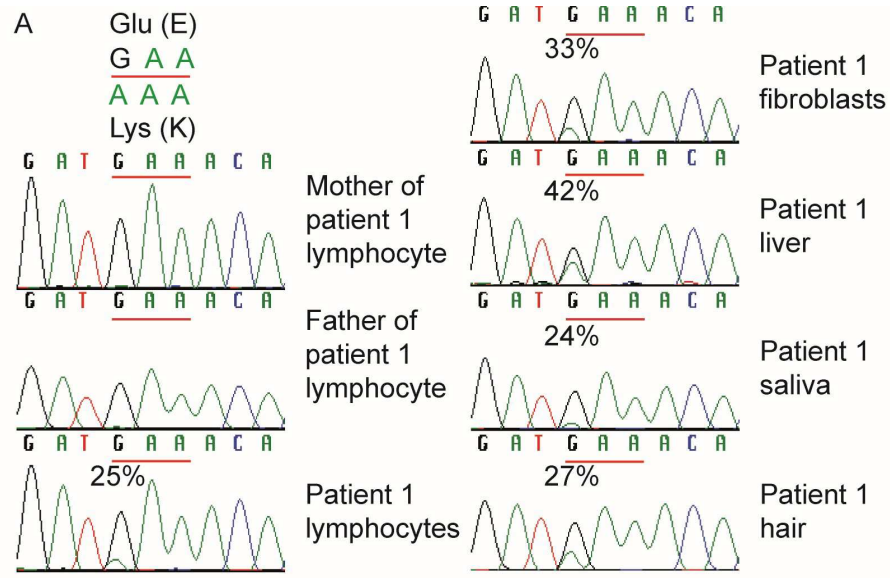 A
Glu (E)
G A A
A A A
Lys (K)
G A T G A A A C A
Mother of
patient 1
lymphocyte
G A T G A A A C A
Father of
patient 1
lymphocyte
G A T G A A A C A
25%
Patient 1
lymphocytes
G A T G A A A C A
33%
Patient 1
fibroblasts
G A T G A A A C A
42%
Patient 1
liver
G A T G A A A C A
24%
Patient 1
saliva
G A T G A A A C A
27%
Patient 1
hair